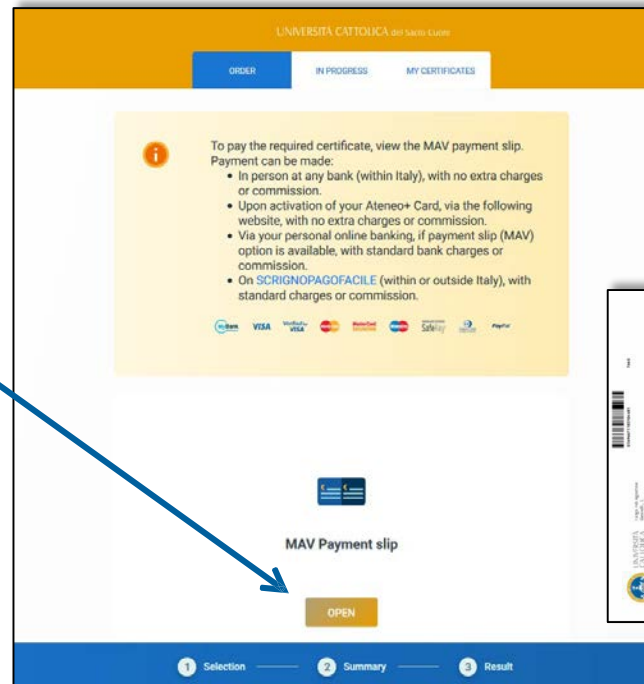 UNIVERSITÀ CATTOLICA del Sacro Cuore
ORDER IN PROGRESS MY CERTIFICATES
To pay the required certificate, view the MAV payment slip.
Payment can be made:
• In person at any bank (within Italy), with no extra charges
or commission.
• Upon activation of your Ateneo+ Card, via the following
website, with no extra charges or commission.
• Via your personal online banking, if payment slip (MAV)
option is available, with standard bank charges or
commission.
• On SCRIGNOPAGOFACILE (within or outside Italy), with
standard charges or commission.
VISA VISA PayPal
MAV Payment slip
OPEN
1 Selection 2 Summary 3 Result
UNIVERSITÀ
CATTOLICA